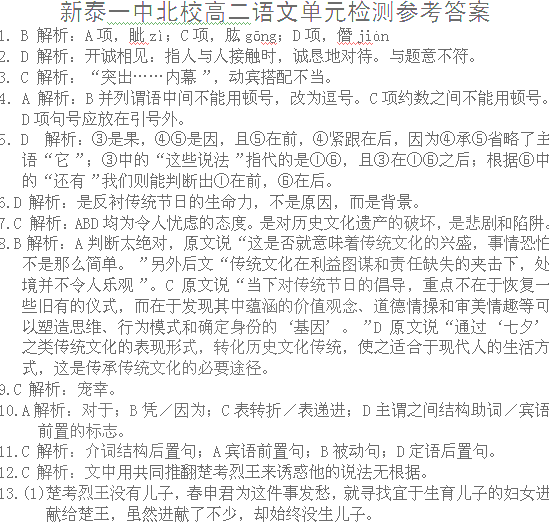 新泰一中北校高二语文单元检测参考答案
1. B 解析：A项，眦zì；C项，肱gōng；D项，僭jiàn
2. D 解析：开诚相见：指人与人接触时，诚恳地对待。与题意不符。
3. C 解析：“突出……内幕”，动宾搭配不当。
4. A 解析：B并列谓语中间不能用顿号，改为逗号。C项约数之间不能用顿号。
D项句号应放在引号外。
5. D 解析：③是果，④⑤是因，且⑤在前，④紧跟在后，因为④承⑤省略了主
语“它”；③中的“这些说法”指代的是①⑥，且③在①⑥之后；根据⑥中
的“还有”我们则能判断出①在前，⑥在后。
6.D 解析：是反衬传统节日的生命力，不是原因，而是背景。
7.C 解析：ABD均为令人忧虑的态度。是对历史文化遗产的破坏，是悲剧和陷阱。
8.B解析：A判断太绝对，原文说“这是否就意味着传统文化的兴盛，事情恐怕
不是那么简单。”另外后文“传统文化在利益图谋和责任缺失的夹击下，处
境并不令人乐观”。C 原文说“当下对传统节日的倡导，重点不在于恢复一
些旧有的仪式，而在于发现其中蕴涵的价值观念、道德情操和审美情趣等可
以塑造思维、行为模式和确定身份的‘基因’。”D 原文说“通过‘七夕’
之类传统文化的表现形式，转化历史文化传统，使之适合于现代人的生活方
式，这是传承传统文化的必要途径。
9.C 解析：宠幸。
10.A解析：对于；B凭／因为；C表转折／表递进；D主谓之间结构助词／宾语
前置的标志。
11.C 解析：介词结构后置句；A宾语前置句；B被动句；D定语后置句。
12.C 解析：文中用共同推翻楚考烈王来诱惑他的说法无根据。
13.(1)楚考烈王没有儿子，春申君为这件事发愁，就寻找宜于生育儿子的妇女进
献给楚王，虽然进献了不少，却始终没生儿子。